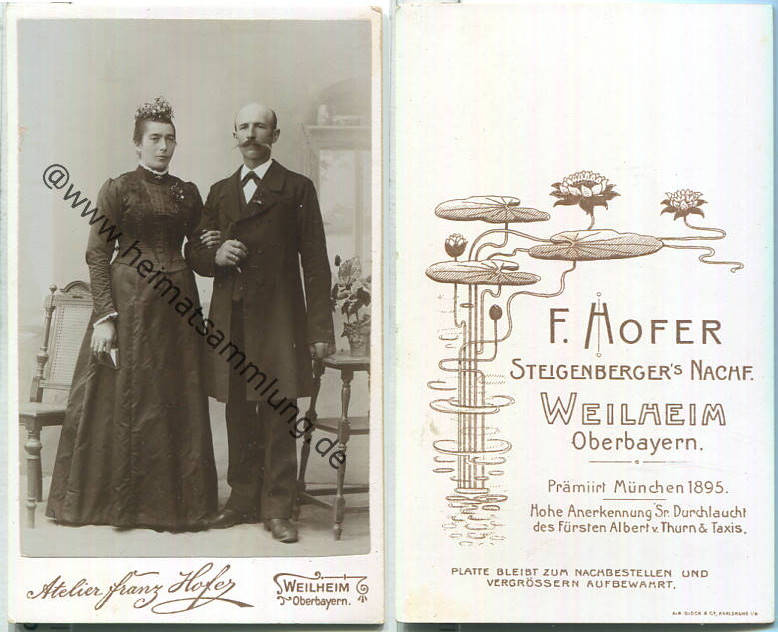 @www.heimatsammlung.de
Atelier Franz Hofer
WEILHEIM
Oberbayern.
F. HOFER
STEIGENBERGER'S NACHF.
WEILHEIM
Oberbayern.
Prämiirt München 1895.
Hohe Anerkennung Sr. Durchlaucht
des Fürsten Albert v. Thurn & Taxis.
PLATTE BLEIBT ZUM NACHBESTELLEN UND
VERGRÖSSERN AUFBEWAHRT.